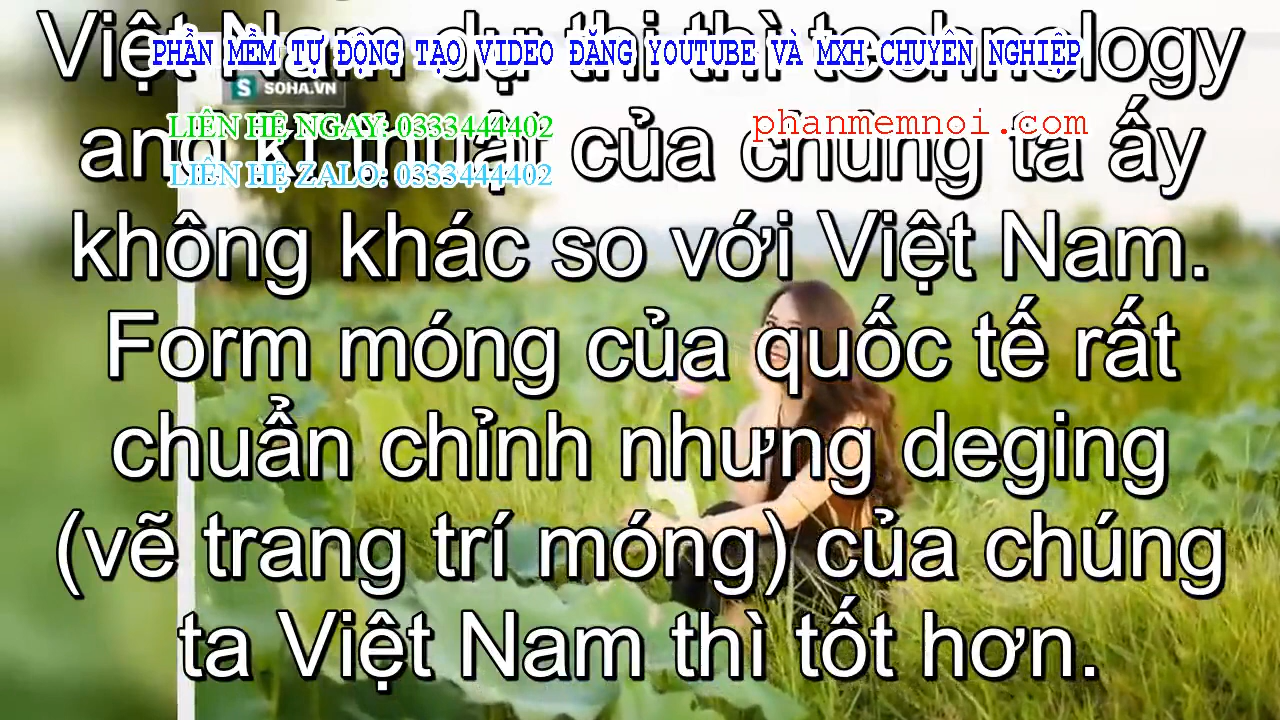 Việt Nam dự thi thì technology
PHẦN MỀM TỰ ĐỘNG TẠO VIDEO ĐĂNG YOUTUBE VÀ MXH CHUYÊN NGHIỆP
SOHA.VN
LIÊN HỆ NGAY: 0333444402
phanmemnoi.com
and kĩ thuật của chúng ta ấy
LIÊN HỆ ZALO: 0333444402
không khác so với Việt Nam.
Form móng của quốc tế rất
chuẩn chỉnh nhưng deging
(vẽ trang trí móng) của chúng
ta Việt Nam thì tốt hơn.